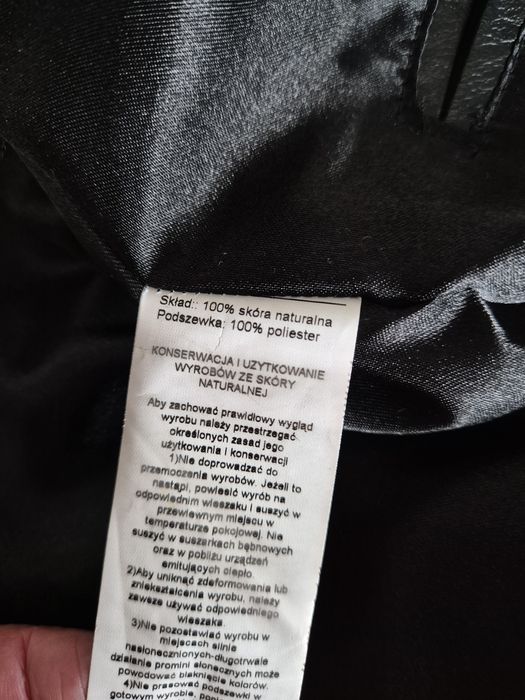 Skład:: 100% skóra naturalna
Podszewka; 100% poliester
KONSERWACJA I UZYTKOWANIE
WYROBÓW ZE SKÓRY
NATURALNEJ
Aby zachować prawidłowy wygląd
wyrobu należy przestrzegać
określonych zasad jego
użytkowania i konserwacji
1)Nie doprowadzać do
przemoczenia wyrobów. Jeżeli to
nastąpi, powiesić wyrób na
odpowiednim wieszaku i suszyć w
przewiewnym miejscu w
temperaturze pokojowej. Nie
suszyć w suszarkach bębnowych
oraz w pobliżu urządzeń
emitujących ciepło.
2)Aby uniknąć zdeformowania lub
zniekształcenia wyrobu, należy
zawsze używać odpowiedniego
wieszaka.
3)Nie pozostawiać wyrobu w
miejscach silnie
nasłonecznionych-długotrwałe
działanie promini słonecznych może
powodować blaknięcie kolorów.
4)Nie prasować podszewki w
gotowym wyrobie,